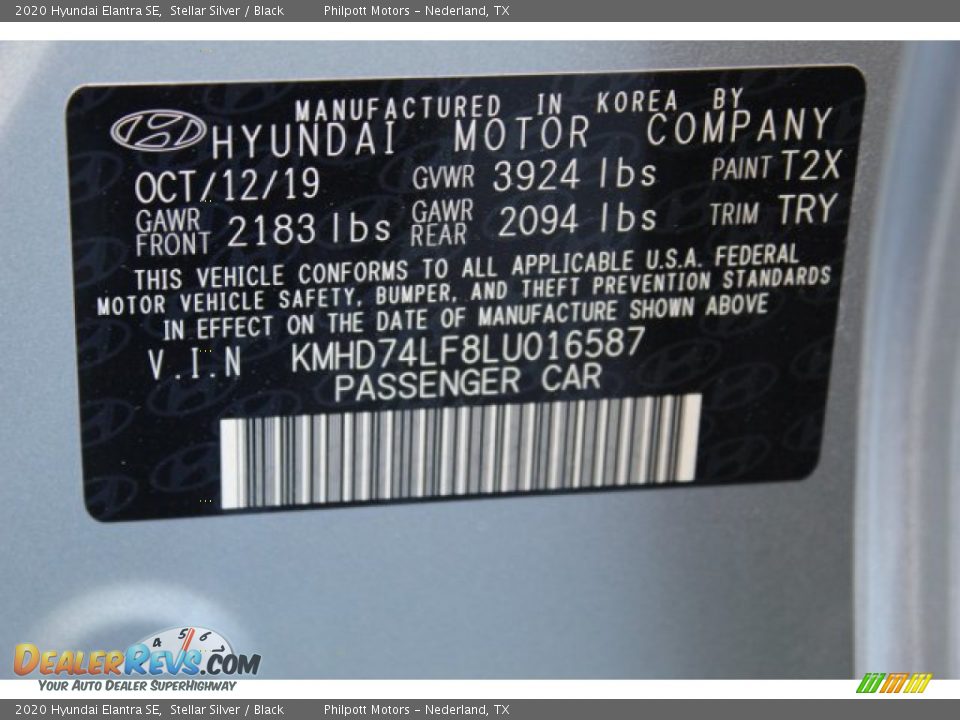 2020 Hyundai Elantra SE, Stellar Silver / Black Philpott Motors - Nederland, TX
MANUFACTURED IN KOREA BY
HYUNDAI MOTOR COMPANY
OCT/12/19 GVWR 3924 lbs PAINT T2X
GAWR FRONT 2183 lbs GAWR REAR 2094 lbs TRIM TRY
THIS VEHICLE CONFORMS TO ALL APPLICABLE U.S.A. FEDERAL
MOTOR VEHICLE SAFETY, BUMPER, AND THEFT PREVENTION STANDARDS
IN EFFECT ON THE DATE OF MANUFACTURE SHOWN ABOVE
V.I.N KMHD74LF8LU016587
PASSENGER CAR
4 5 6 7
DEALERREVS.COM
YOUR AUTO DEALER SUPERHIGHWAY
2020 Hyundai Elantra SE, Stellar Silver / Black Philpott Motors - Nederland, TX